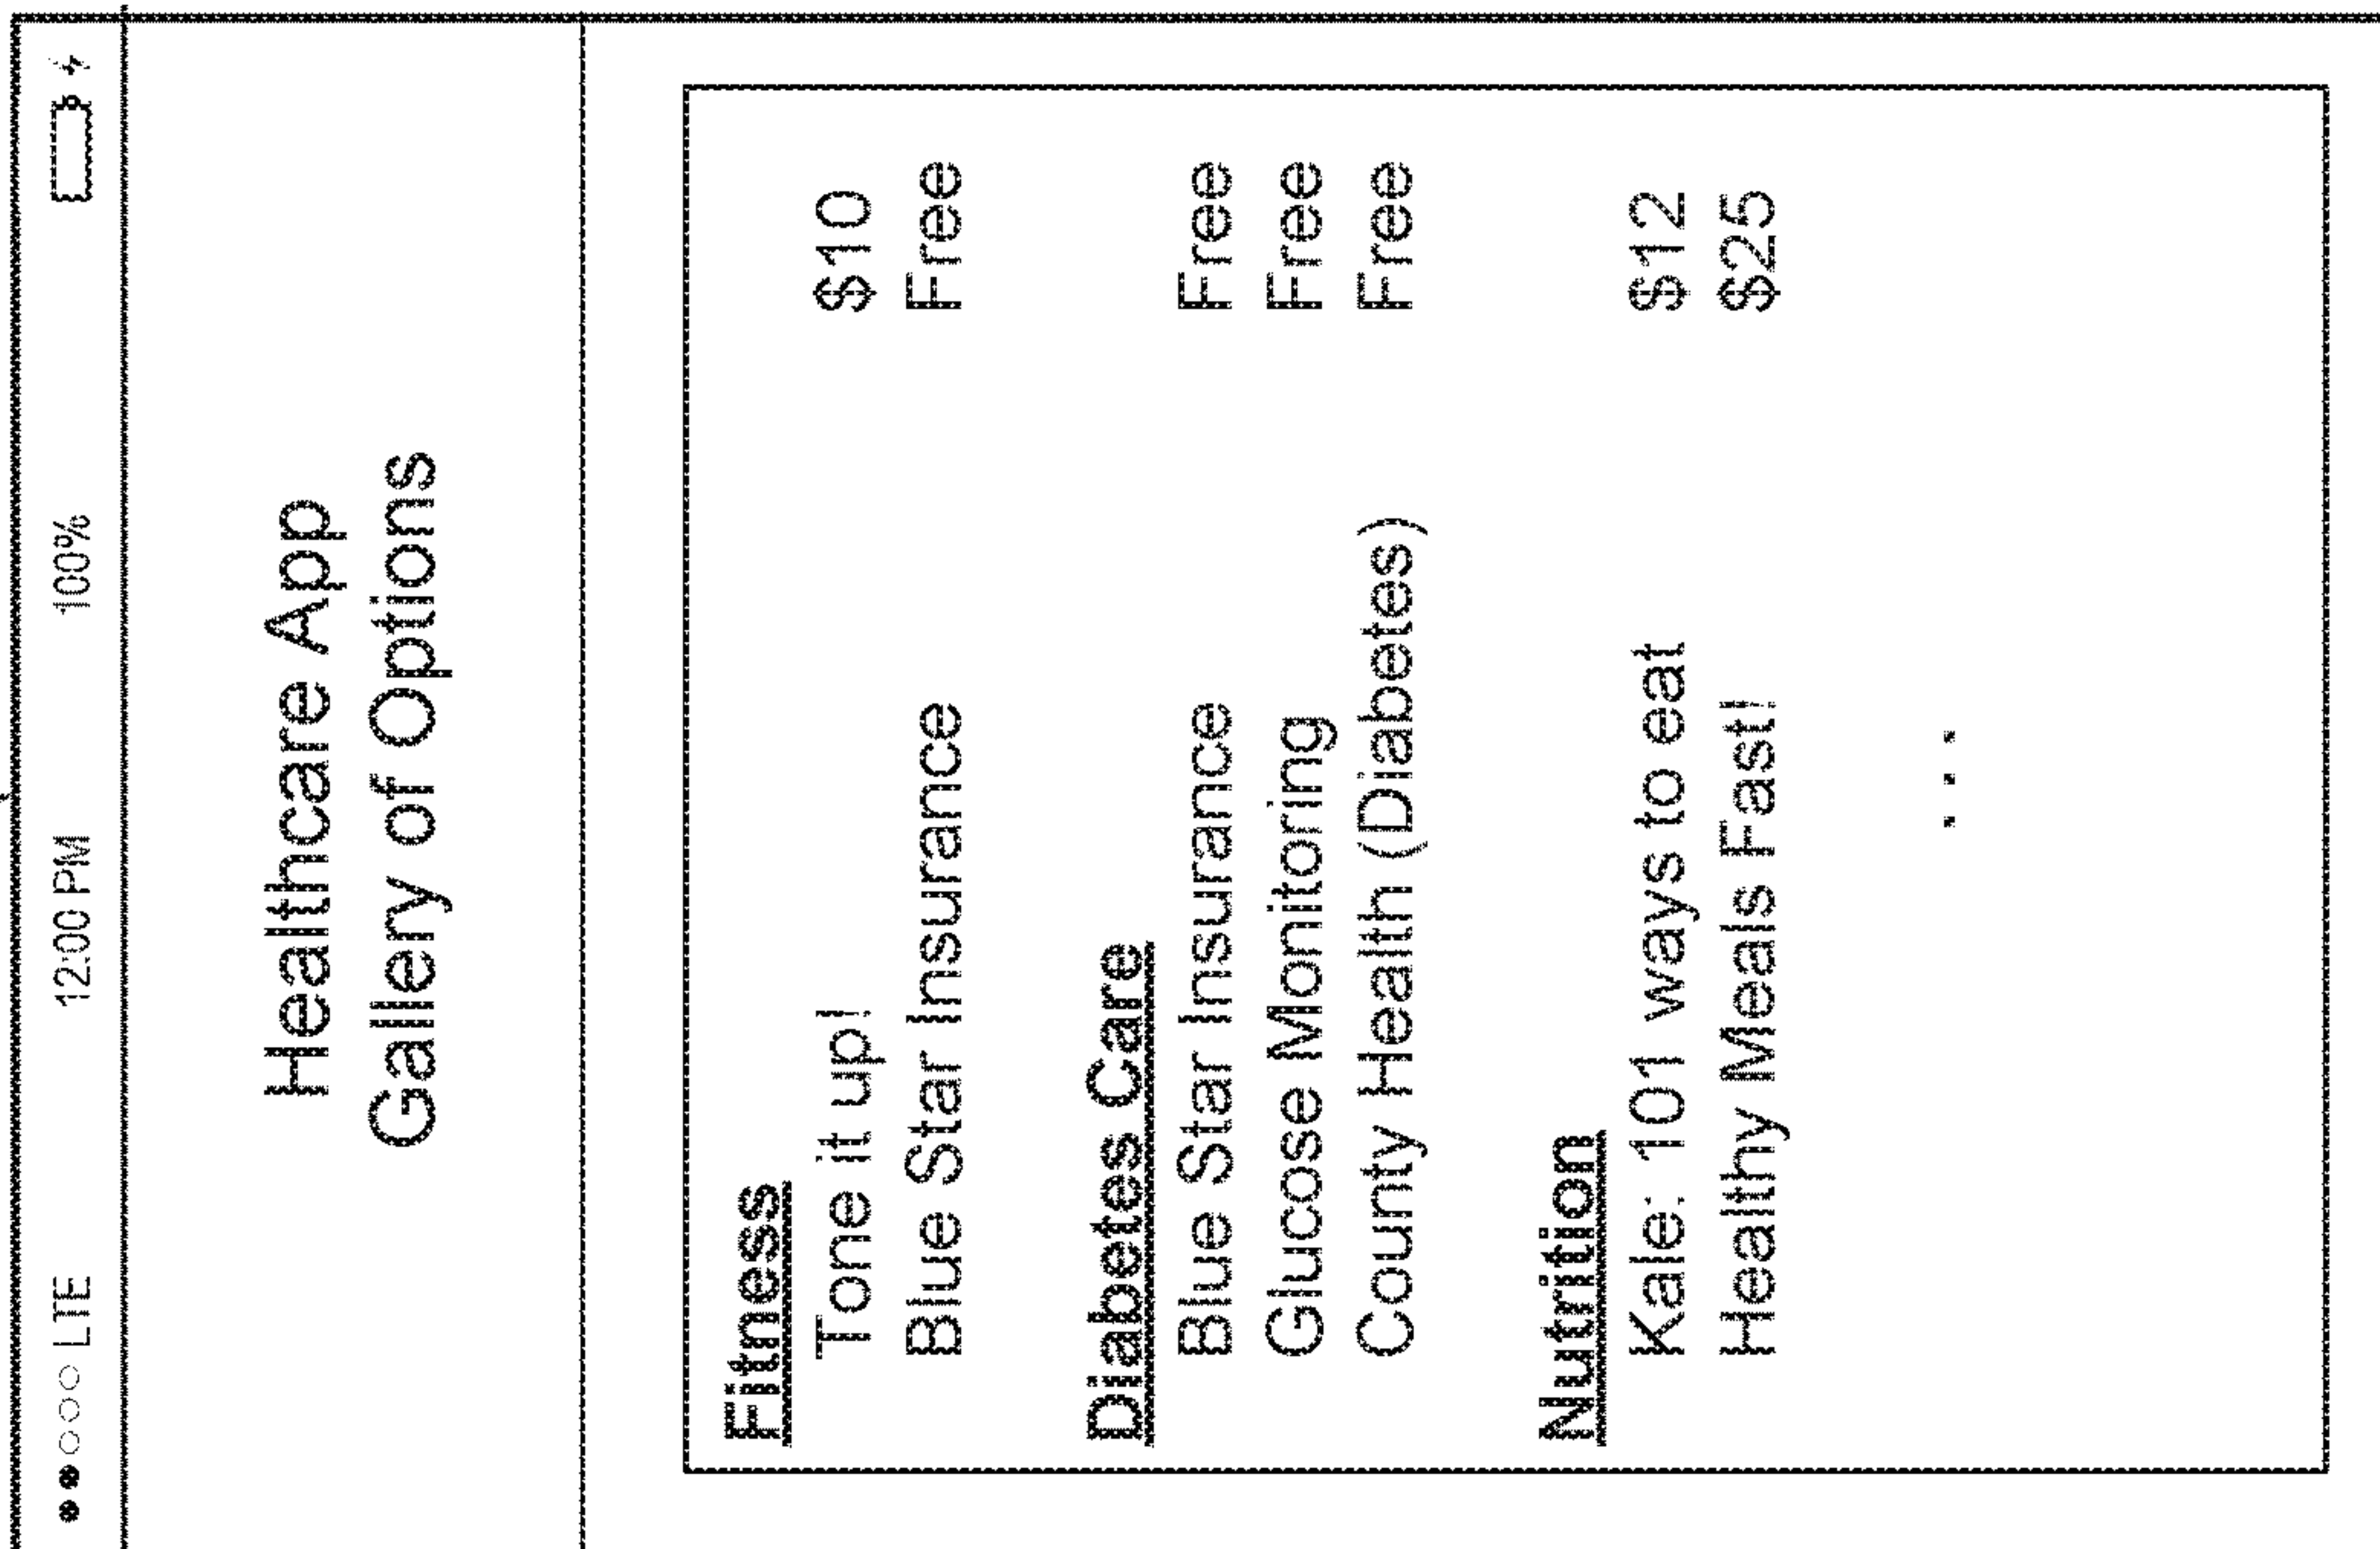 LTE 12:00 PM 100%
Healthcare App
Gallery of Options
Fitness
Tone it up! $10
Blue Star Insurance Free
Diabetes Care
Blue Star Insurance Free
Glucose Monitoring Free
County Health (Diabetes) Free
Nutrition
Kale: 101 ways to eat $12
Healthy Meals Fast! $25
...